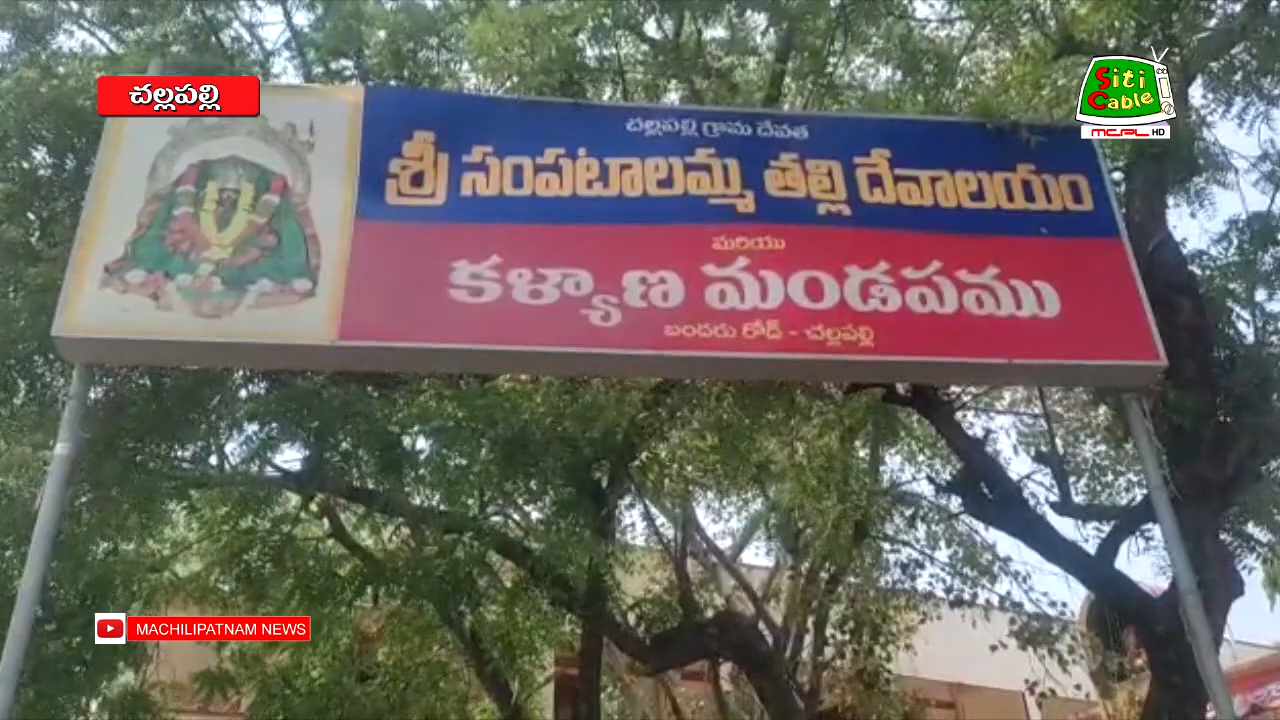 చల్లపల్లి
Siti
Cable
MCPL HD
చల్లపల్లి గ్రామ దేవత
శ్రీ సంపటాలమ్మ తల్లి దేవాలయం
మరియు
కళ్యాణ మండపము
బందరు రోడ్ - చల్లపల్లి
MACHILIPATNAM NEWS